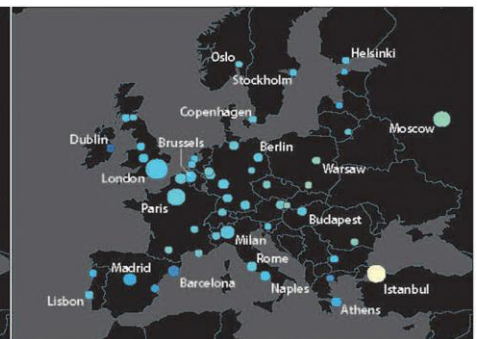 Oslo
Helsinki
Stockholm
Copenhagen
Moscow
Dublin
Brussels
Berlin
London
Warsaw
Paris
Budapest
Milan
Madrid
Rome
Barcelona
Naples
Istanbul
Lisbon
Athens